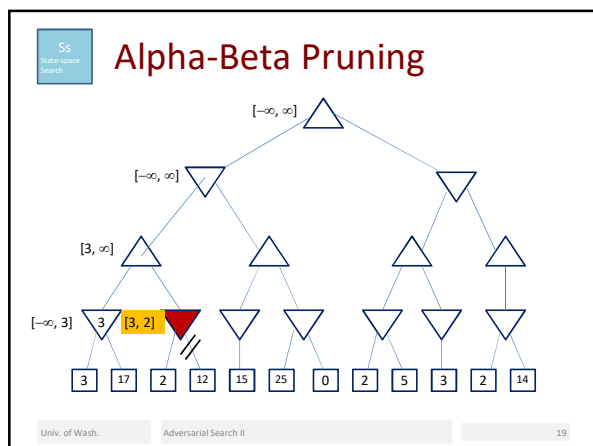 Ss
State-space
Search
Alpha-Beta Pruning
[−∞, ∞]
[−∞, ∞]
[3, ∞]
[−∞, 3] 3 [3, 2]
3 17 2 12 15 25 0 2 5 3 2 14
Univ. of Wash. Adversarial Search II 19